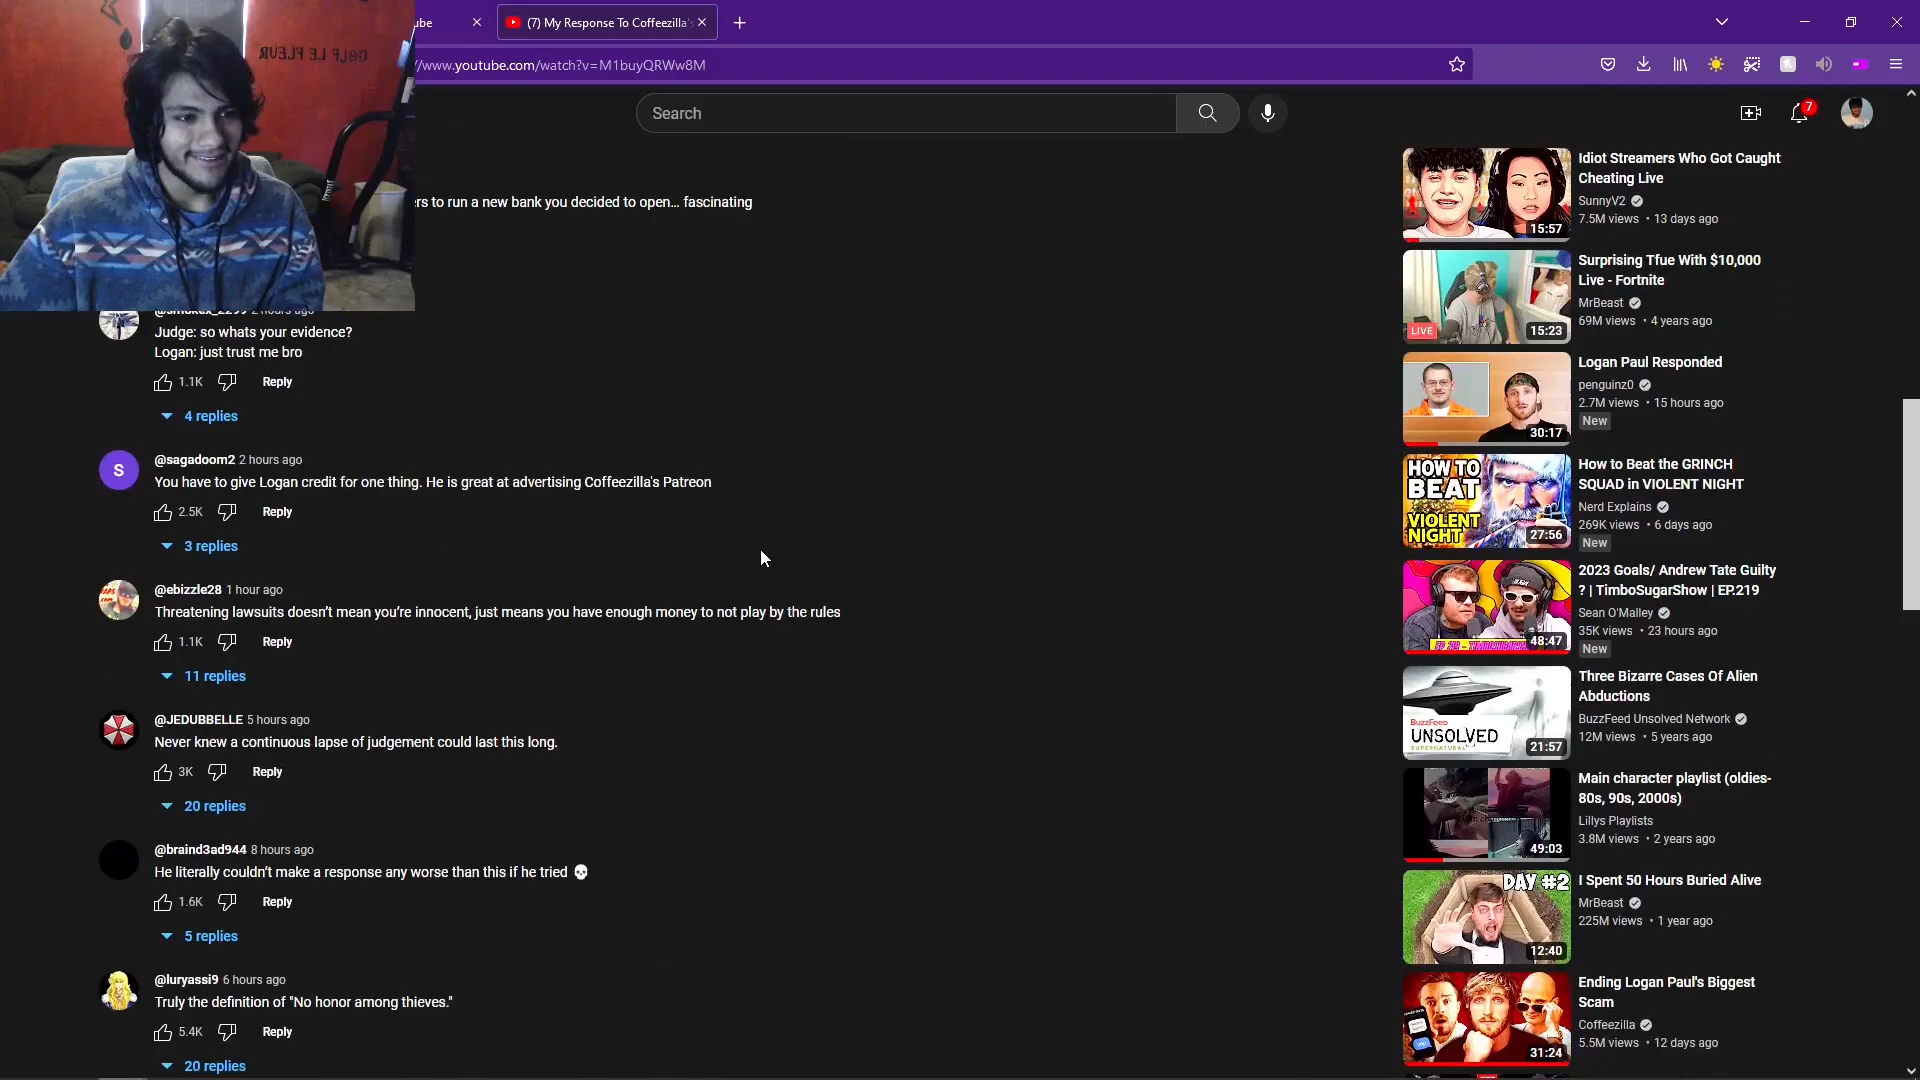 ube
(7) My Response To Coffeezilla's
//www.youtube.com/watch?v=M1buyQRWw8M
Search
7
GOLF LE FLEUR
ers to run a new bank you decided to open... fascinating
@smokex_2299 2 hours ago
Judge: so whats your evidence?
Logan: just trust me bro
1.1K Reply
4 replies
S
@sagadoom2 2 hours ago
You have to give Logan credit for one thing. He is great at advertising Coffeezilla's Patreon
2.5K Reply
3 replies
@ebizzle28 1 hour ago
Threatening lawsuits doesn’t mean you’re innocent, just means you have enough money to not play by the rules
1.1K Reply
11 replies
@JEDUBBELLE 5 hours ago
Never knew a continuous lapse of judgement could last this long.
3K Reply
20 replies
@braind3ad944 8 hours ago
He literally couldn’t make a response any worse than this if he tried 💀
1.6K Reply
5 replies
@luryassi9 6 hours ago
Truly the definition of "No honor among thieves."
5.4K Reply
20 replies
15:57
Idiot Streamers Who Got Caught
Cheating Live
SunnyV2
7.5M views • 13 days ago
LIVE
15:23
Surprising Tfue With $10,000
Live - Fortnite
MrBeast
69M views • 4 years ago
30:17
Logan Paul Responded
penguinz0
2.7M views • 15 hours ago
New
HOW TO
BEAT
VIOLENT
NIGHT
27:56
How to Beat the GRINCH
SQUAD in VIOLENT NIGHT
Nerd Explains
269K views • 6 days ago
New
48:47
2023 Goals/ Andrew Tate Guilty
? | TimboSugarShow | EP.219
Sean O'Malley
35K views • 23 hours ago
New
BuzzFeed
UNSOLVED
SUPERNATURAL
21:57
Three Bizarre Cases Of Alien
Abductions
BuzzFeed Unsolved Network
12M views • 5 years ago
49:03
Main character playlist (oldies-
80s, 90s, 2000s)
Lillys Playlists
3.8M views • 2 years ago
DAY #2
12:40
I Spent 50 Hours Buried Alive
MrBeast
225M views • 1 year ago
31:24
Ending Logan Paul's Biggest
Scam
Coffeezilla
5.5M views • 12 days ago